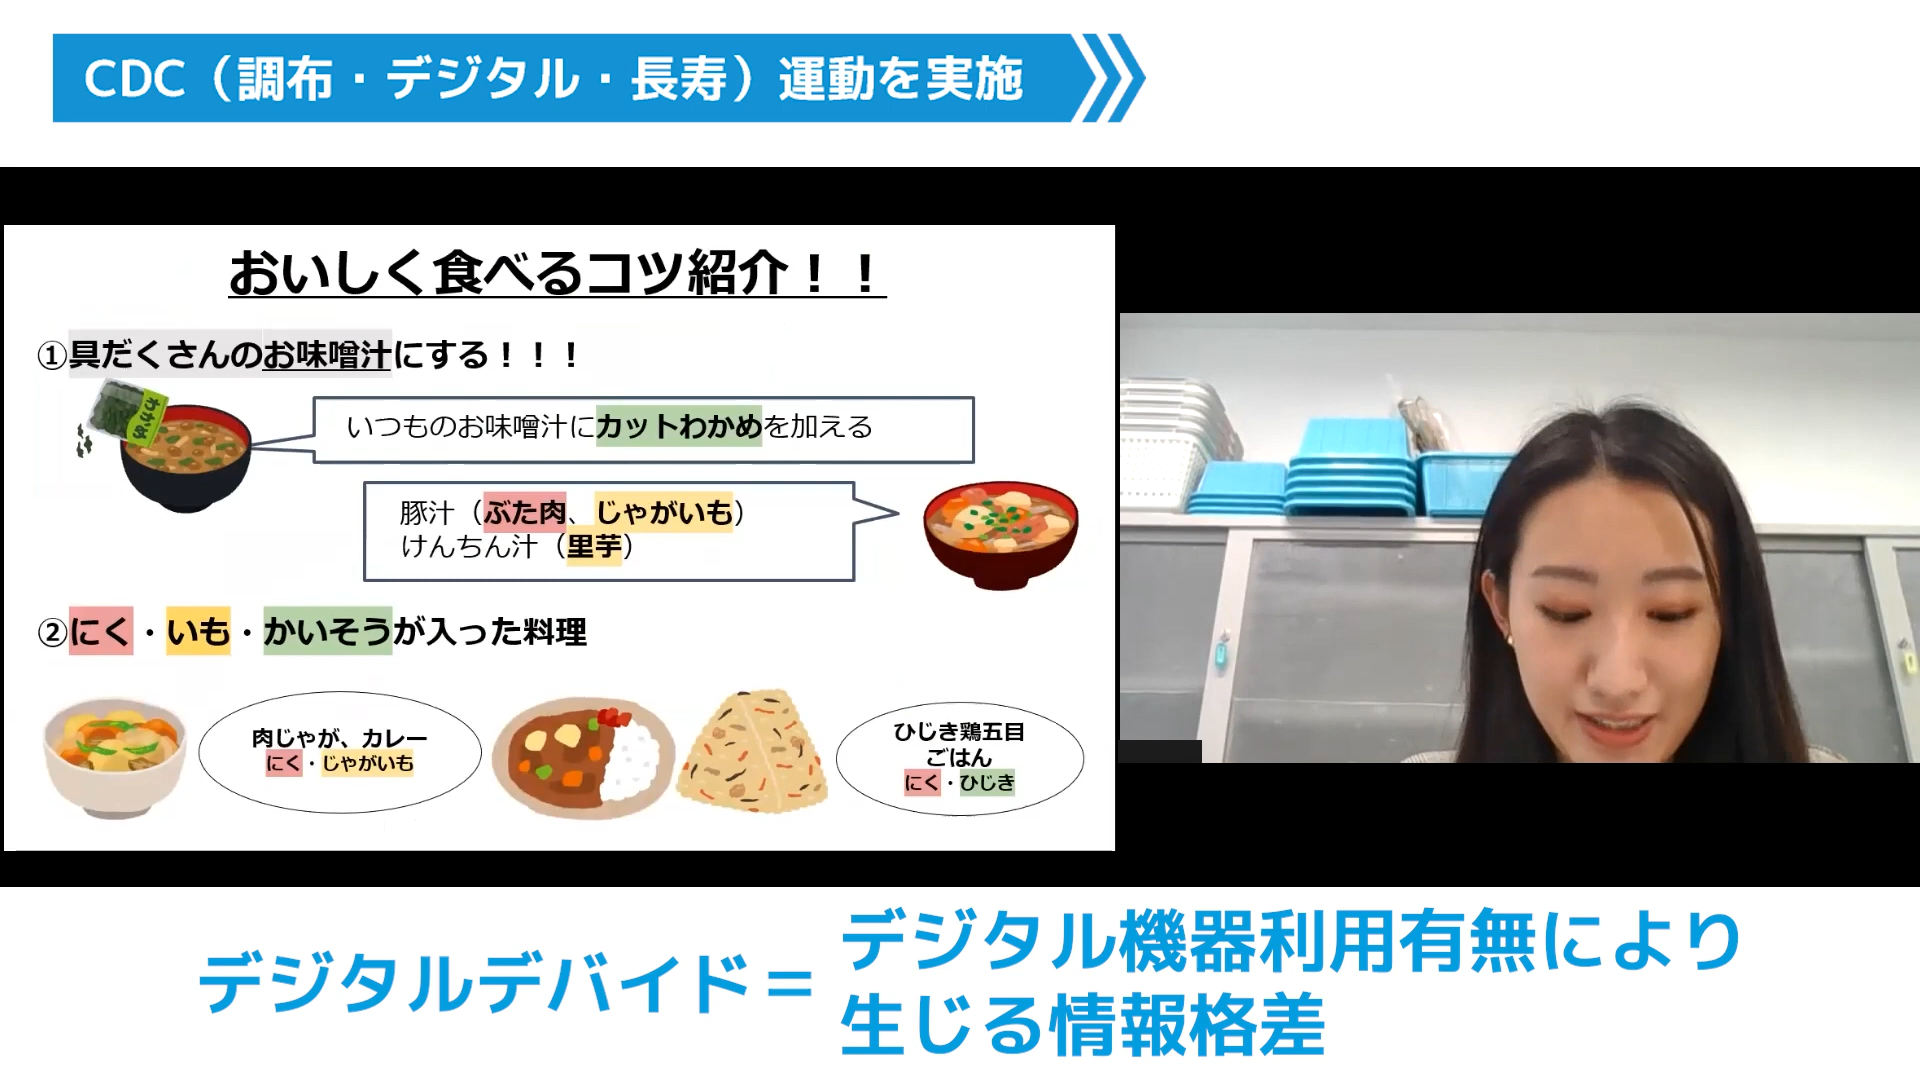 CDC（調布・デジタル・長寿）運動を実施
おいしく食べるコツ紹介！！
①具だくさんのお味噌汁にする！！！
わかめ
いつものお味噌汁にカットわかめを加える
豚汁（ぶた肉、じゃがいも）
けんちん汁（里芋）
②にく・いも・かいそうが入った料理
肉じゃが、カレー
にく・じゃがいも
ひじき鶏五目
ごはん
にく・ひじき
デジタルデバイド＝
デジタル機器利用有無により
生じる情報格差